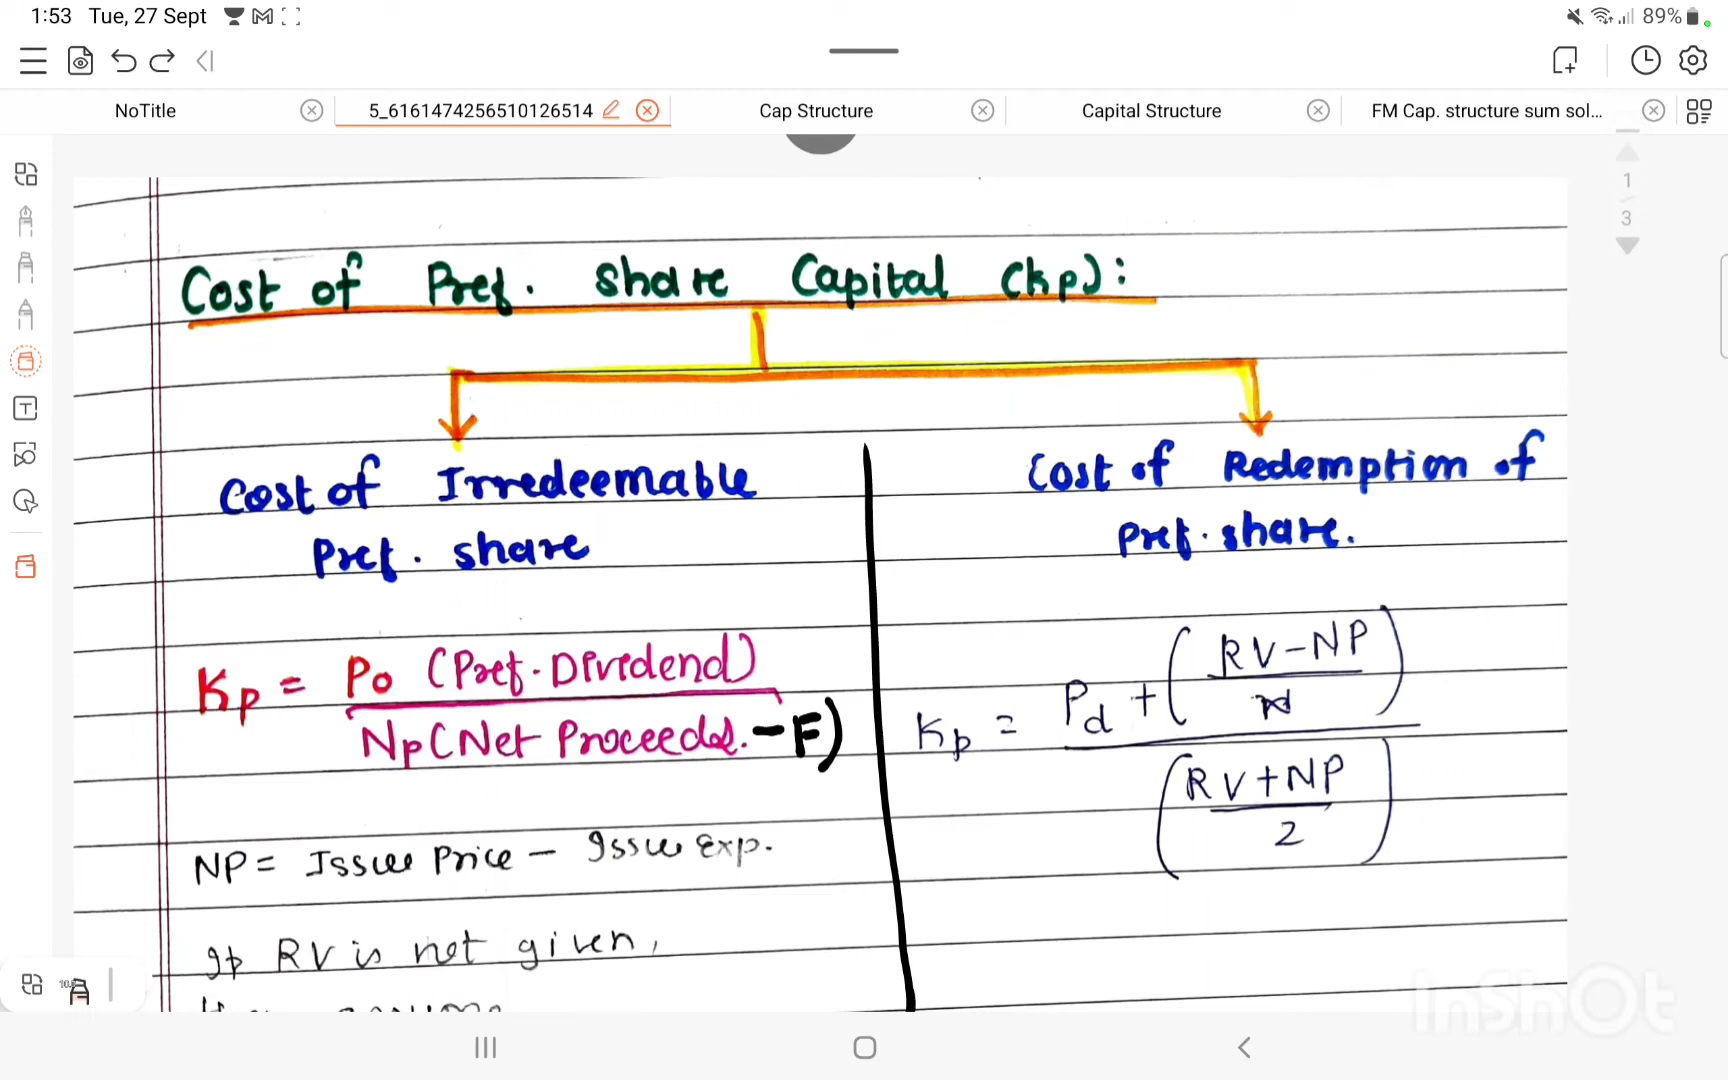 1:53 Tue, 27 Sept 89%
NoTitle 5_6161474256510126514 Cap Structure Capital Structure FM Cap. structure sum sol...
1
3
Cost of Pref. Share Capital (kp):
Cost of Irredeemable
Pref. share
Kp = Po (Pref. Dividend)
Np (Net Proceeds. - F)
NP = Issue Price - Issue Exp.
If RV is not given,
Cost of Redemption of
Pref. share.
Kp = Pd + (RV-NP
N)
(RV+NP
2)
InShot